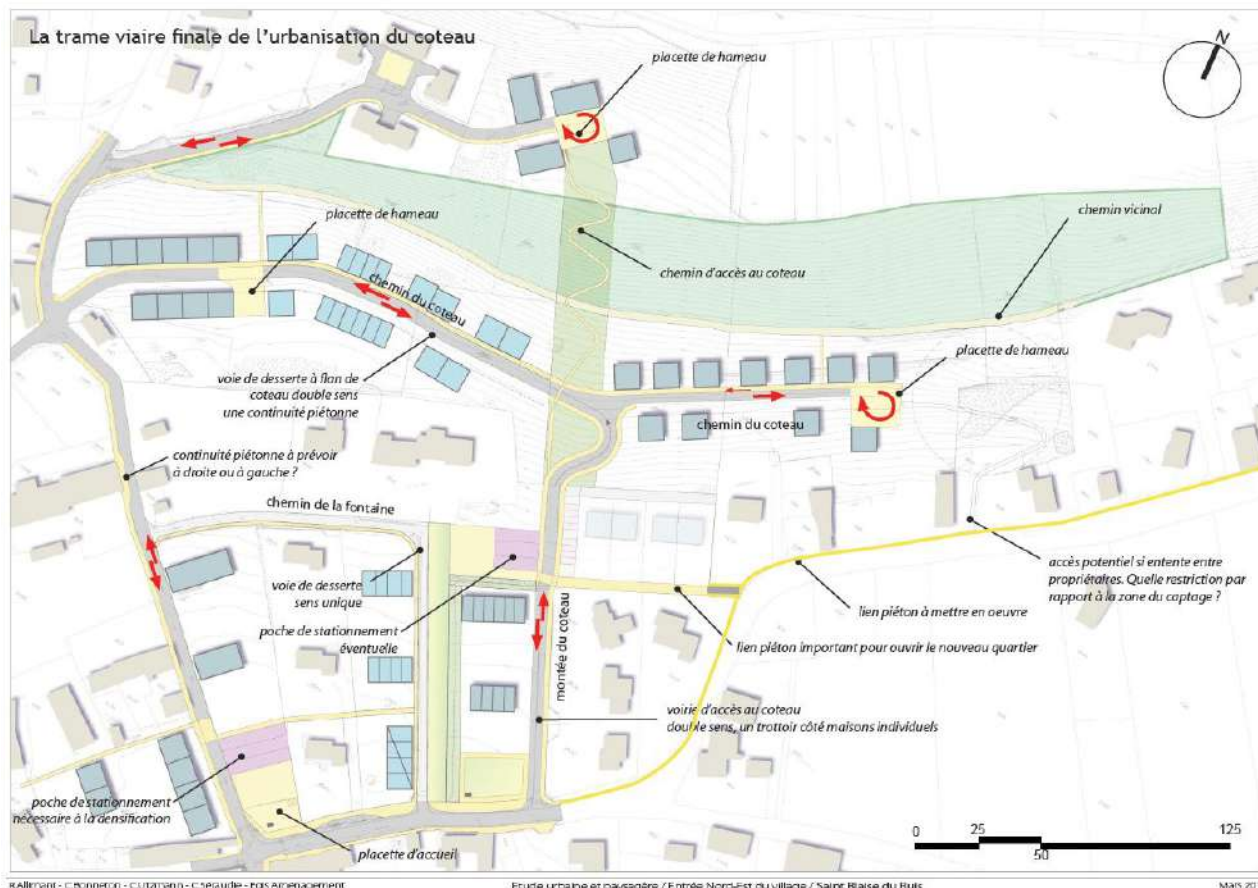 La trame viaire finale de l'urbanisation du coteau
N
placette de hameau
placette de hameau
chemin vicinal
chemin d'accès au coteau
chemin du coteau
placette de hameau
voie de desserte à flan de
coteau double sens
une continuité piétonne
chemin du coteau
continuité piétonne à prévoir
à droite ou à gauche ?
chemin de la fontaine
voie de desserte
sens unique
accès potentiel si entente entre
propriétaires. Quelle restriction par
rapport à la zone du captage ?
poche de stationnement
éventuelle
lien piéton à mettre en oeuvre
lien piéton important pour ouvrir le nouveau quartier
montée du coteau
voirie d'accès au coteau
double sens, un trottoir côté maisons individuels
poche de stationnement
nécessaire à la densification
placette d'accueil
0 25 50 125
Etude urbaine et paysagère / Entrée Nord-Est du village / Saint Blaise du Buis